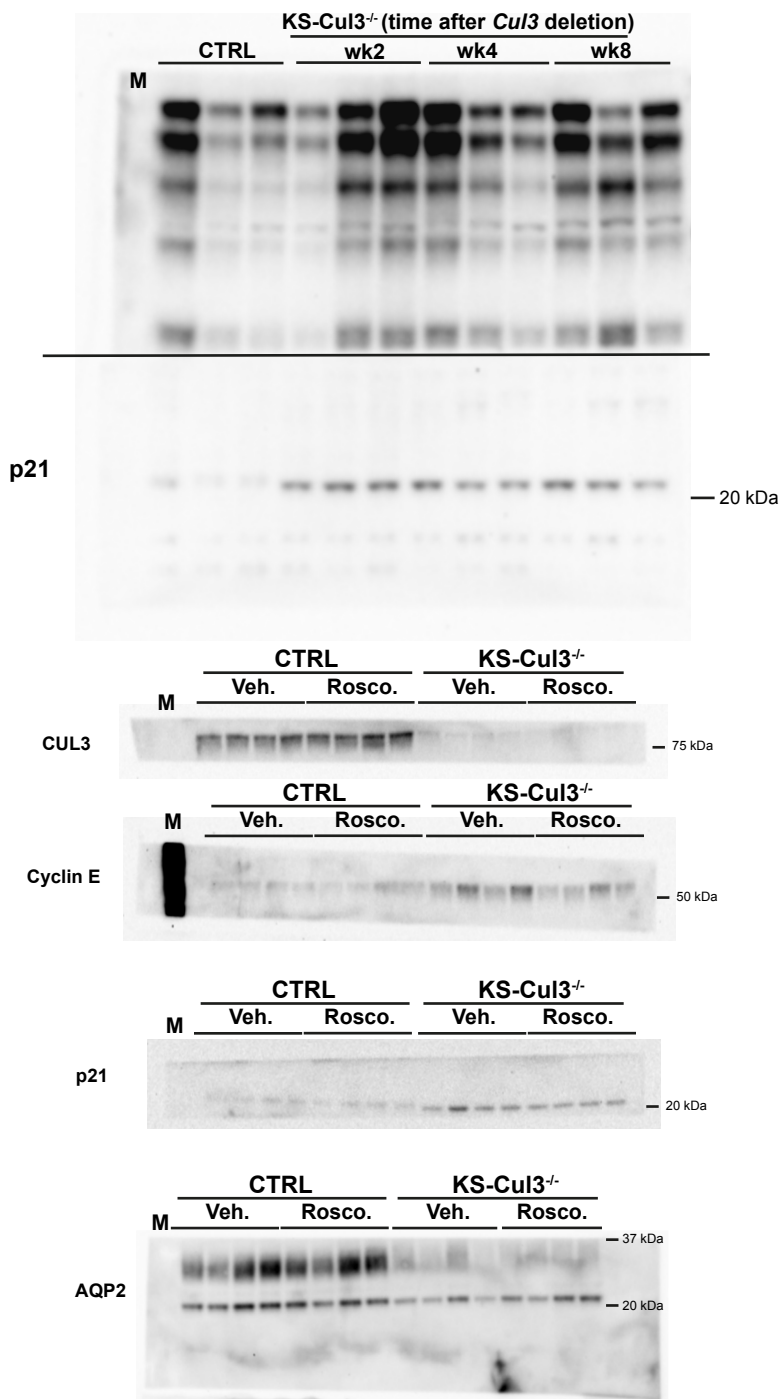 KS-Cul3-/- (time after Cul3 deletion)
CTRL wk2 wk4 wk8
M
p21
20 kDa
CTRL KS-Cul3-/-
Veh. Rosco. Veh. Rosco.
M
CUL3
75 kDa
CTRL KS-Cul3-/-
Veh. Rosco. Veh. Rosco.
M
Cyclin E
50 kDa
CTRL KS-Cul3-/-
Veh. Rosco. Veh. Rosco.
M
p21
20 kDa
CTRL KS-Cul3-/-
Veh. Rosco. Veh. Rosco.
M
37 kDa
AQP2
20 kDa